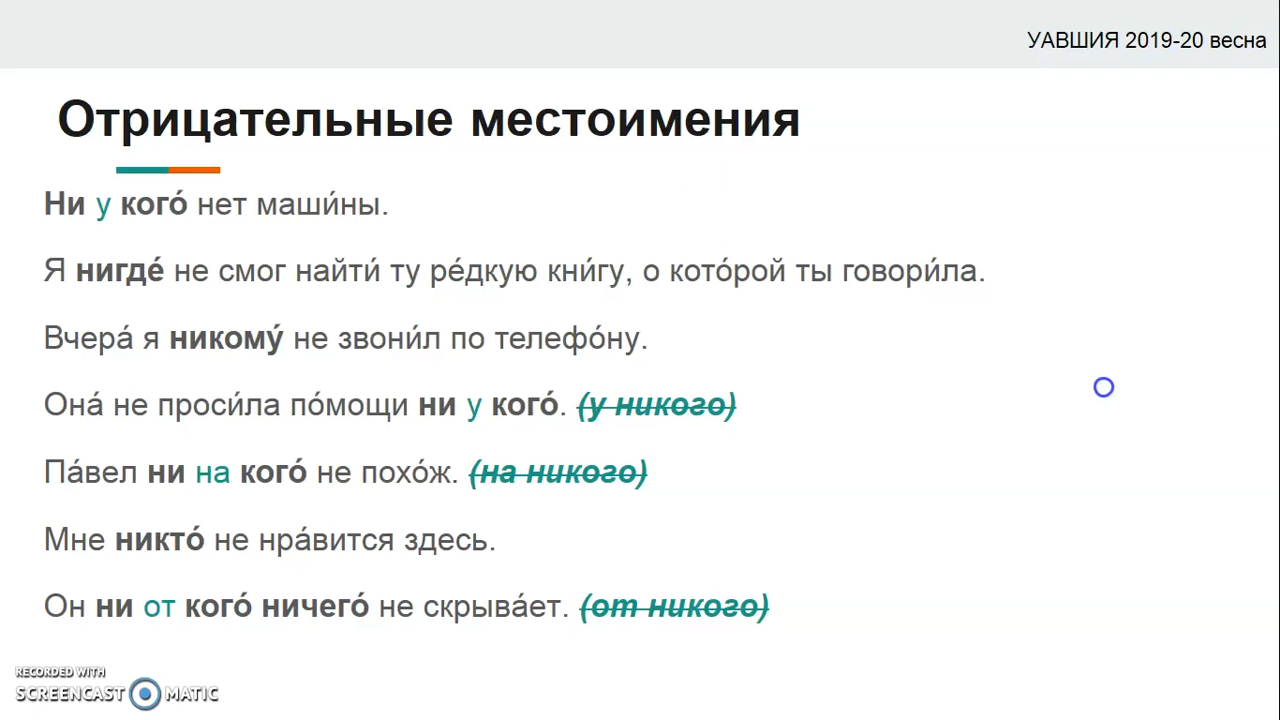 УАВШИЯ 2019-20 весна
Отрицательные местоимения
Ни у кого́ нет маши́ны.
Я нигде́ не смог найти́ ту ре́дкую кни́гу, о кото́рой ты говори́ла.
Вчера́ я никому́ не звони́л по телефо́ну.
Она́ не проси́ла по́мощи ни у кого́. (у никого)
Па́вел ни на кого́ не похо́ж. (на никого)
Мне никто́ не нра́вится здесь.
Он ни от кого́ ничего́ не скрыва́ет. (от никого)
RECORDED WITH
SCREENCAST MATIC